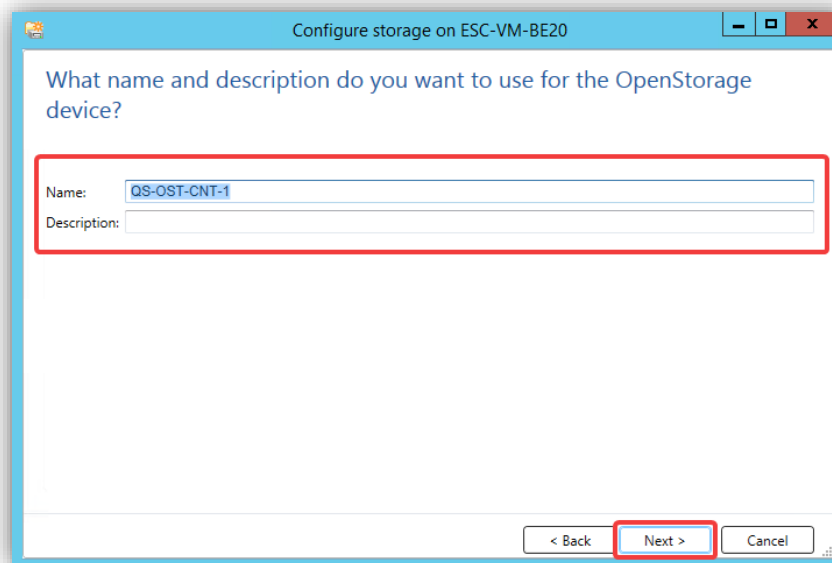 Configure storage on ESC-VM-BE20
What name and description do you want to use for the OpenStorage
device?
Name: QS-OST-CNT-1
Description:
< Back Next > Cancel